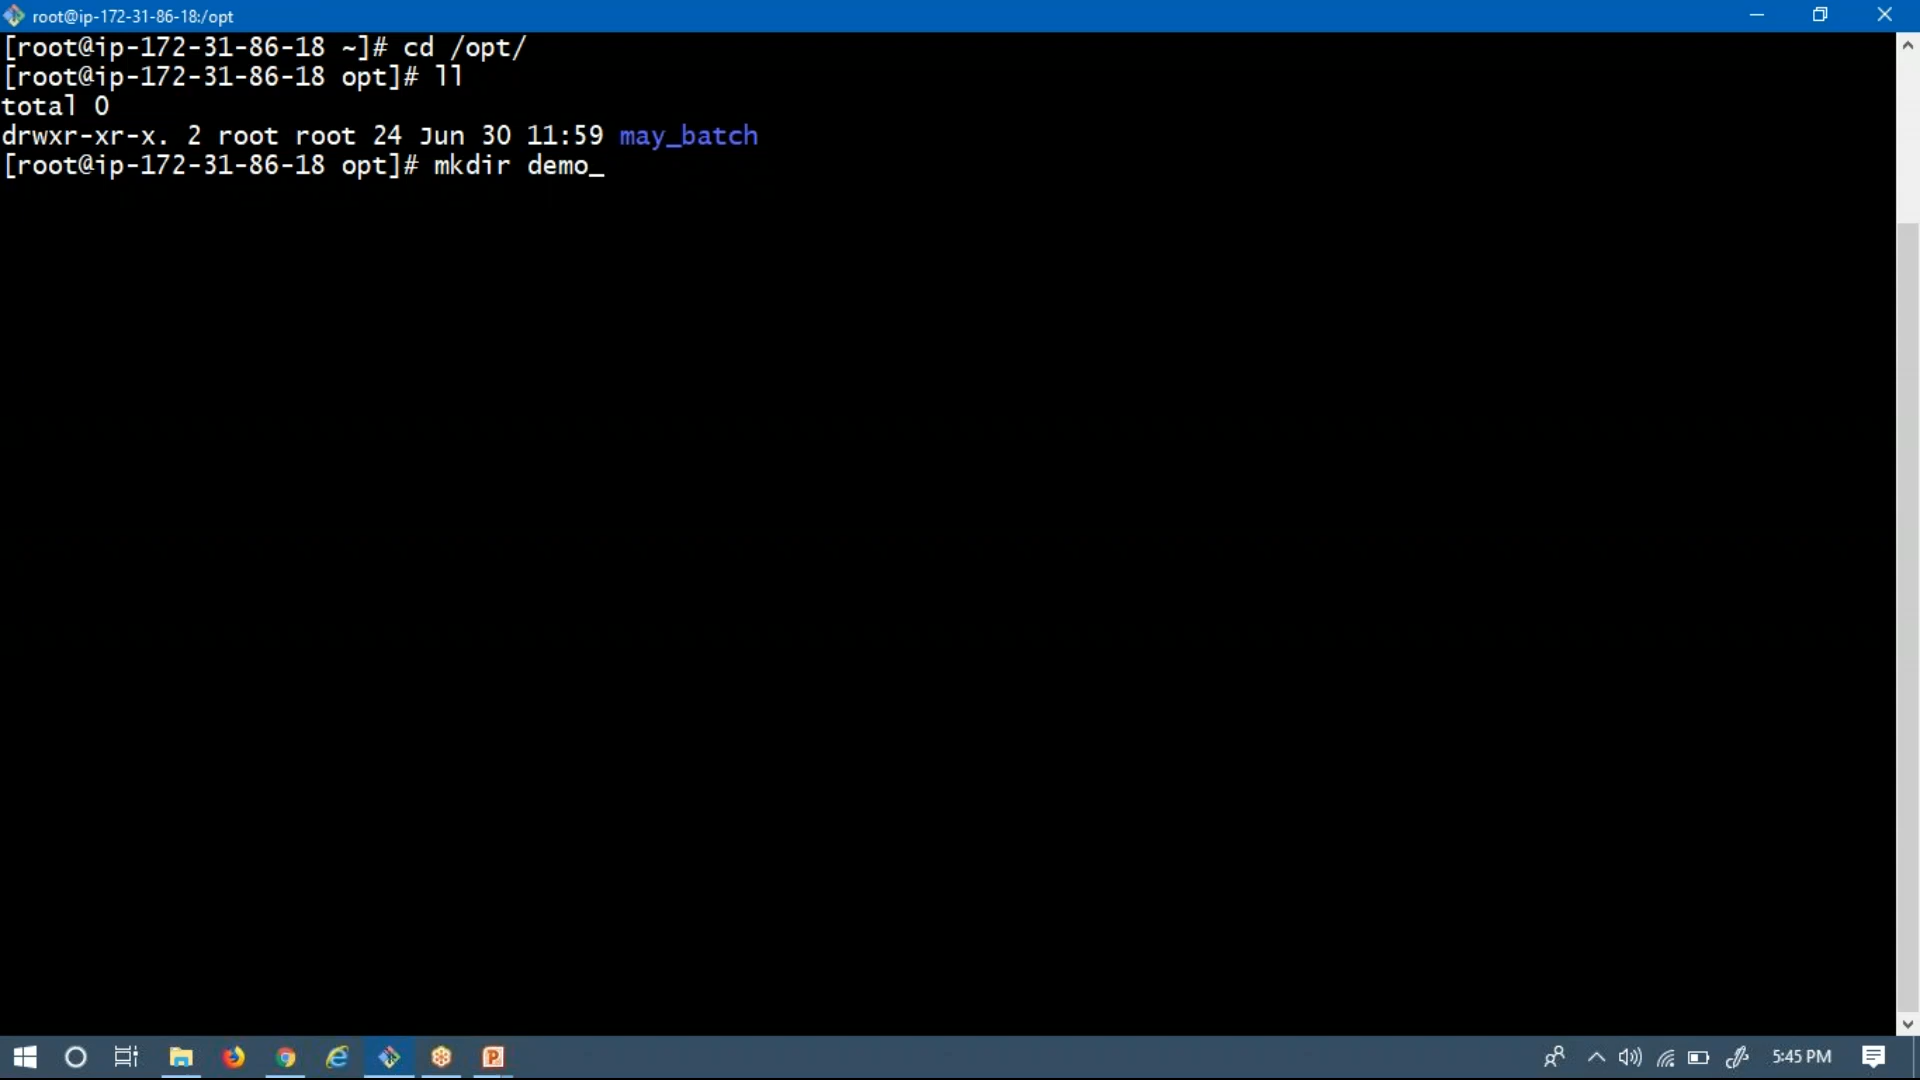 root@ip-172-31-86-18:/opt
[root@ip-172-31-86-18 ~]# cd /opt/
[root@ip-172-31-86-18 opt]# ll
total 0
drwxr-xr-x. 2 root root 24 Jun 30 11:59 may_batch
[root@ip-172-31-86-18 opt]# mkdir demo_
5:45 PM